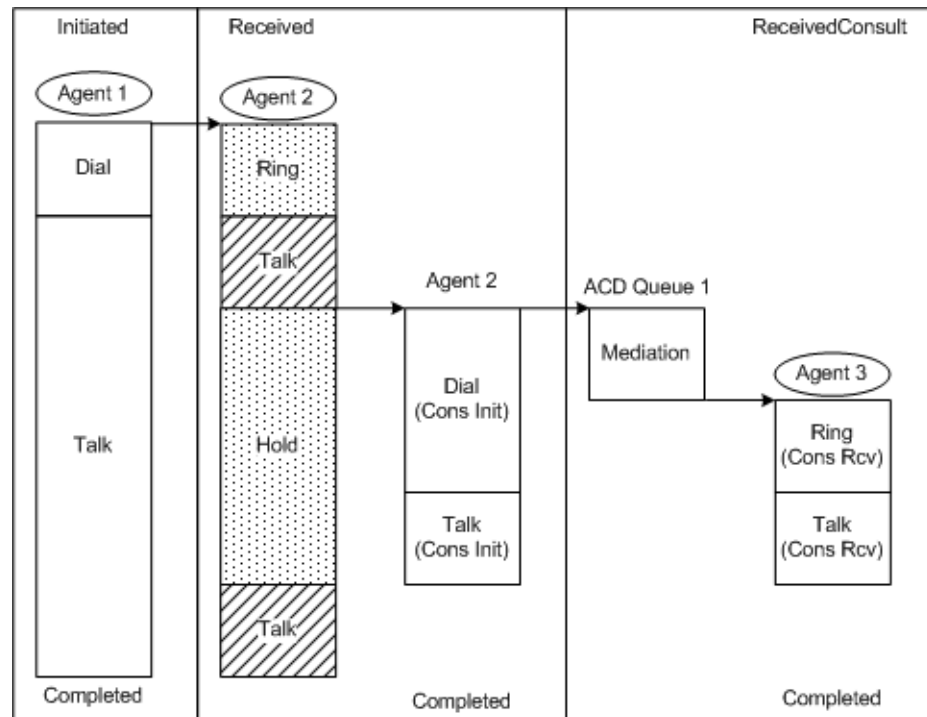 Initiated
Received
ReceivedConsult
Agent 1
Agent 2
Dial
Ring
Talk
Agent 2
ACD Queue 1
Mediation
Agent 3
Dial
(Cons Init)
Talk
Hold
Ring
(Cons Rcv)
Talk
(Cons Init)
Talk
(Cons Rcv)
Talk
Completed
Completed
Completed